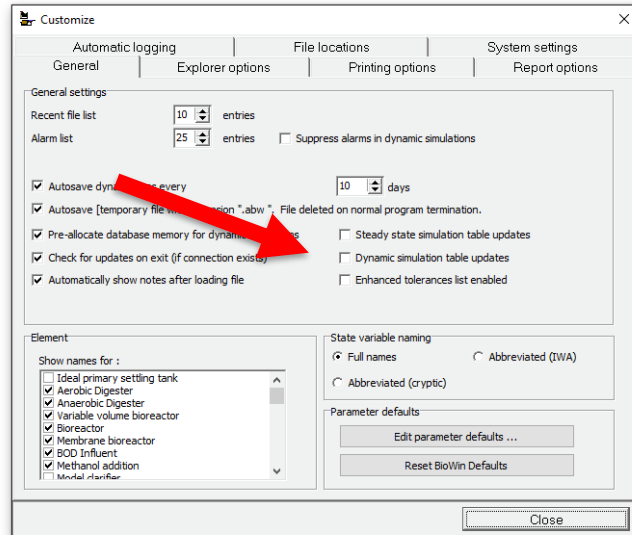 Customize
Automatic logging File locations System settings
General Explorer options Printing options Report options
General settings
Recent file list 10 entries
Alarm list 25 entries Suppress alarms in dynamic simulations
Autosave every 10 days
Autosave [temporary file ".abw ". File deleted on normal program termination.
Pre-allocate database memory for Steady state simulation table updates
Check for updates on exit (if connection exists) Dynamic simulation table updates
Automatically show notes after loading file Enhanced tolerances list enabled
Element
Show names for :
Ideal primary settling tank
Aerobic Digester
Anaerobic Digester
Variable volume bioreactor
Bioreactor
Membrane bioreactor
BOD Influent
Methanol addition
Model clarifier
State variable naming
Full names Abbreviated (IWA)
Abbreviated (cryptic)
Parameter defaults
Edit parameter defaults ...
Reset BioWin Defaults
Close